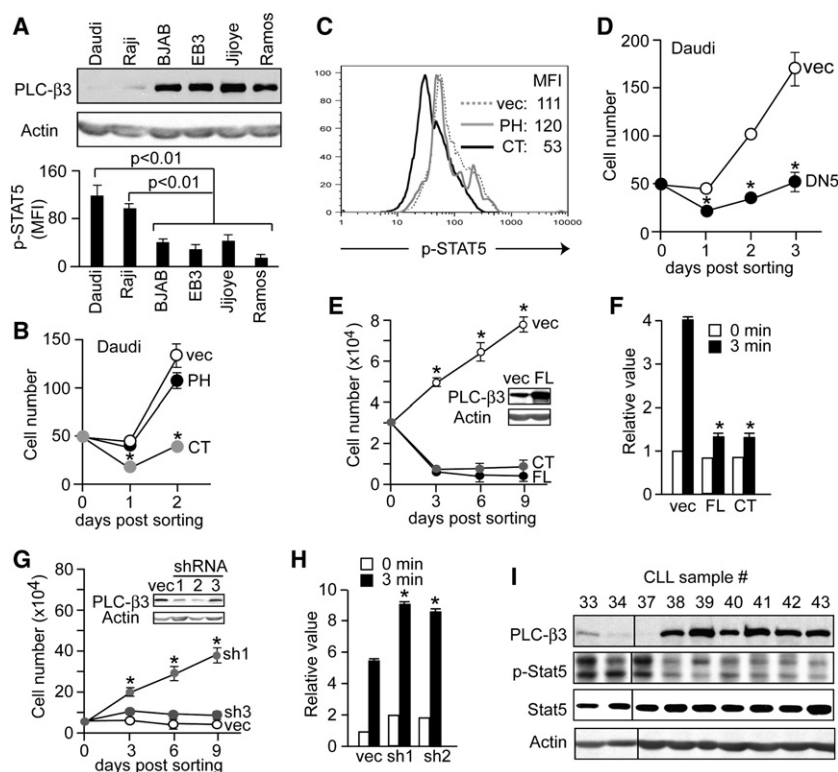 A
Daudi
Raji
BJAB
EB3
Jijoye
Ramos
PLC-β3
Actin
p-STAT5
(MFI)
160
80
0
p<0.01
p<0.01
Daudi
Raji
BJAB
EB3
Jijoye
Ramos
B
Daudi
Cell number
150
100
50
0
vec
PH
CT
*
*
0 1 2
days post sorting
C
MFI
vec: 111
PH: 120
CT: 53
100
80
60
40
20
0
1 10 100 1000 10000
p-STAT5
D
Daudi
Cell number
200
150
100
50
0
vec
DN5
* * *
0 1 2 3
days post sorting
E
Cell number (x10⁴)
8
6
4
2
0
* * *
vec
vec FL
PLC-β3
Actin
CT
FL
0 3 6 9
days post sorting
F
0 min
3 min
Relative value
4
3
2
1
0
* *
vec FL CT
G
shRNA
vec 1 2 3
PLC-β3
Actin
Cell number (x10⁴)
80
60
40
20
0
* * *
sh1
sh3
vec
0 3 6 9
days post sorting
H
0 min
3 min
Relative value
10
8
6
4
2
0
* *
vec sh1 sh2
I
CLL sample #
33 34 37 38 39 40 41 42 43
PLC-β3
p-Stat5
Stat5
Actin